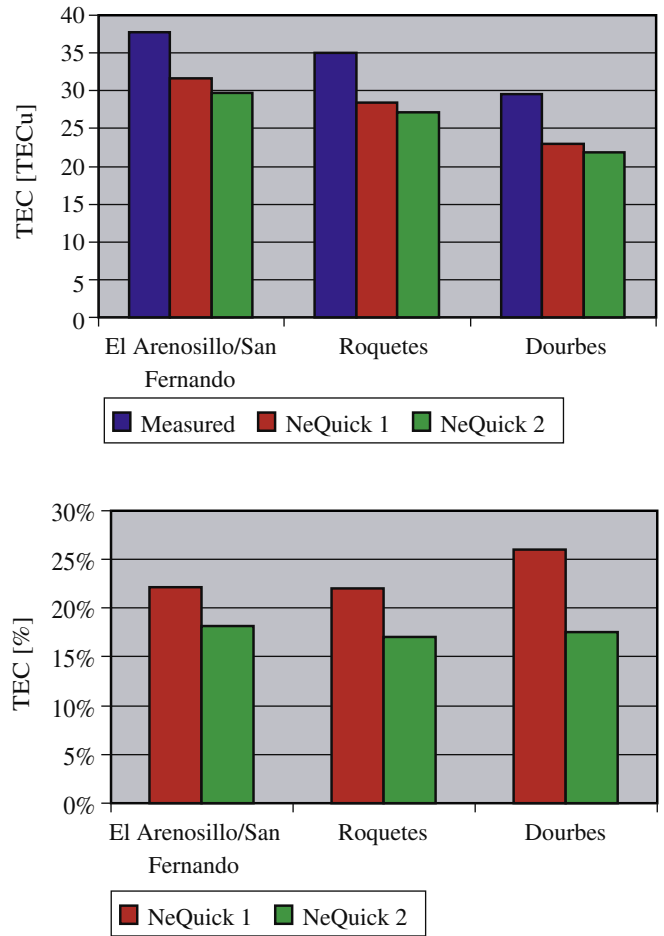 TEC [TECu]
40
35
30
25
20
15
10
5
0
El Arenosillo/San
Fernando
Roquetes
Dourbes
Measured NeQuick 1 NeQuick 2
TEC [%]
30%
25%
20%
15%
10%
5%
0%
El Arenosillo/San
Fernando
Roquetes
Dourbes
NeQuick 1 NeQuick 2